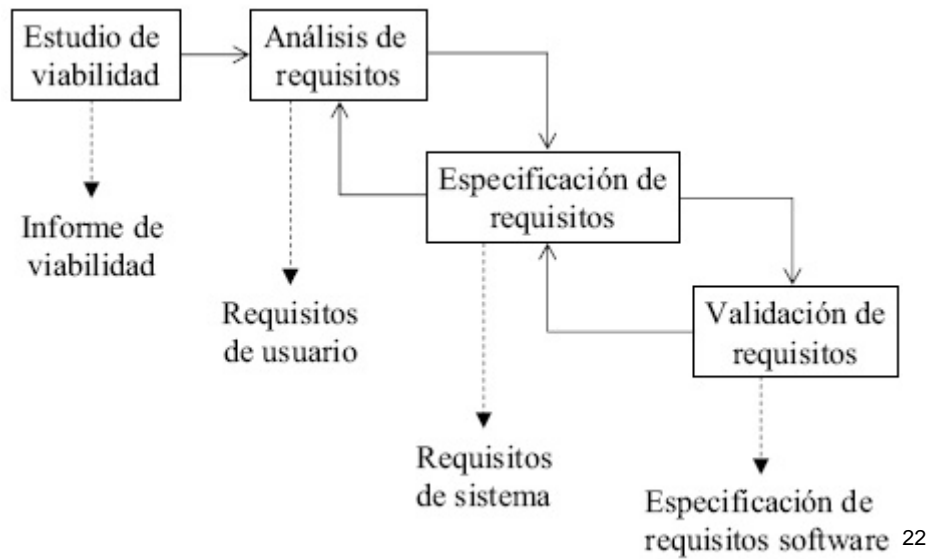 Estudio de
viabilidad
Análisis de
requisitos
Especificación de
requisitos
Informe de
viabilidad
Requisitos
de usuario
Validación de
requisitos
Requisitos
de sistema
Especificación de
requisitos software
22